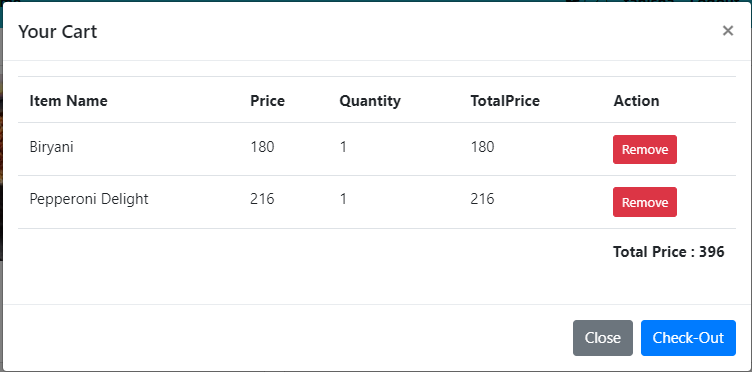 Your Cart ×
Item Name Price Quantity TotalPrice Action
Biryani 180 1 180 Remove
Pepperoni Delight 216 1 216 Remove
Total Price : 396
Close Check-Out